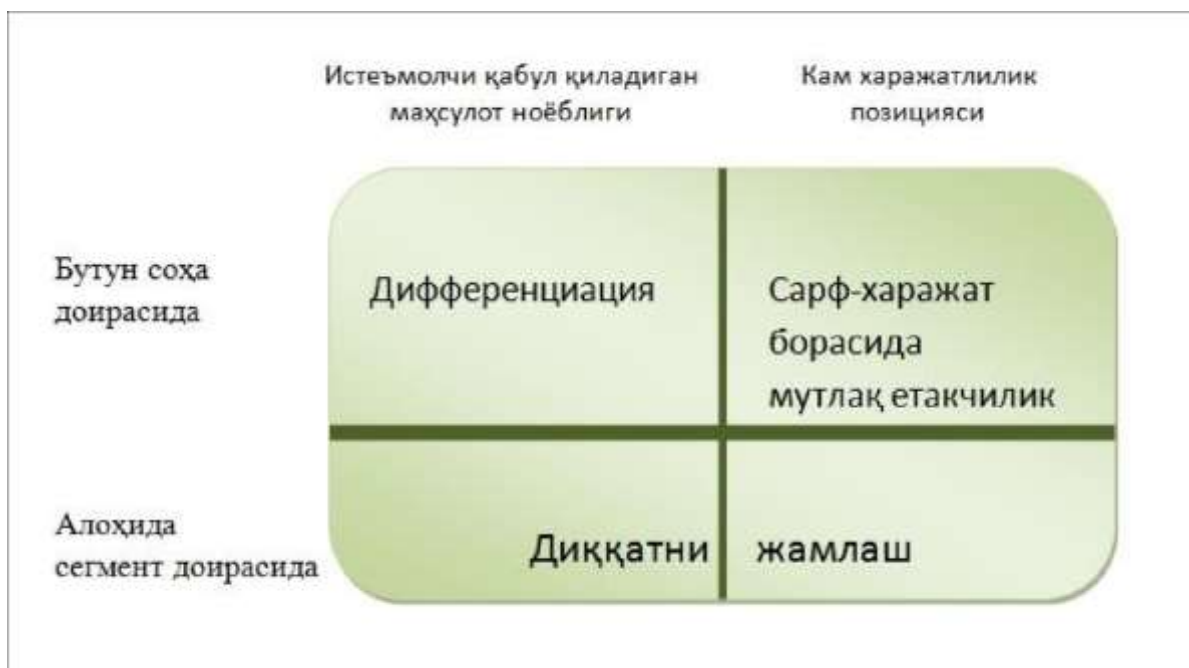 Истеъмолчи қабул қиладиган
маҳсулот ноёблиги
Кам харажатлилик
позицияси
Бутун соҳа
доирасида
Дифференциация
Сарф-харажат
борасида
мутлақ етакчилик
Алоҳида
сегмент доирасида
Диққатни жамлаш